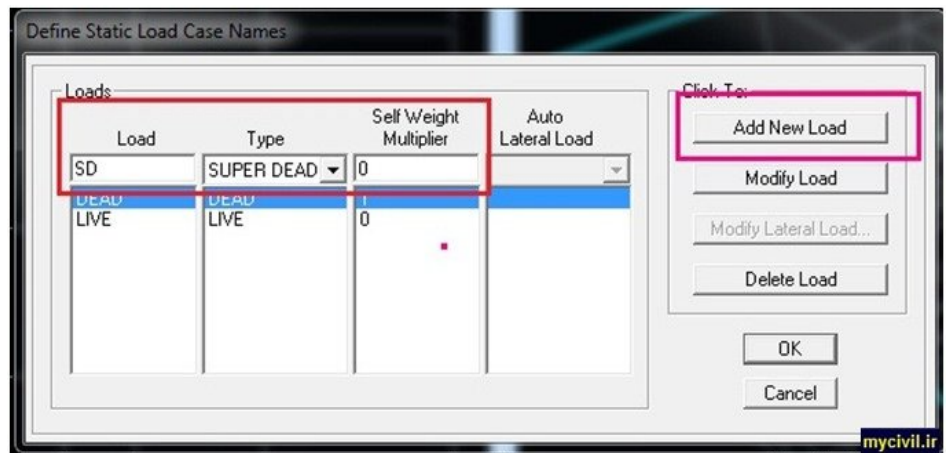 Define Static Load Case Names
Loads
Load Type Self Weight Multiplier Auto Lateral Load
SD SUPER DEAD 0
DEAD DEAD 1
LIVE LIVE 0
Click To:
Add New Load
Modify Load
Modify Lateral Load...
Delete Load
OK
Cancel
mycivil.ir